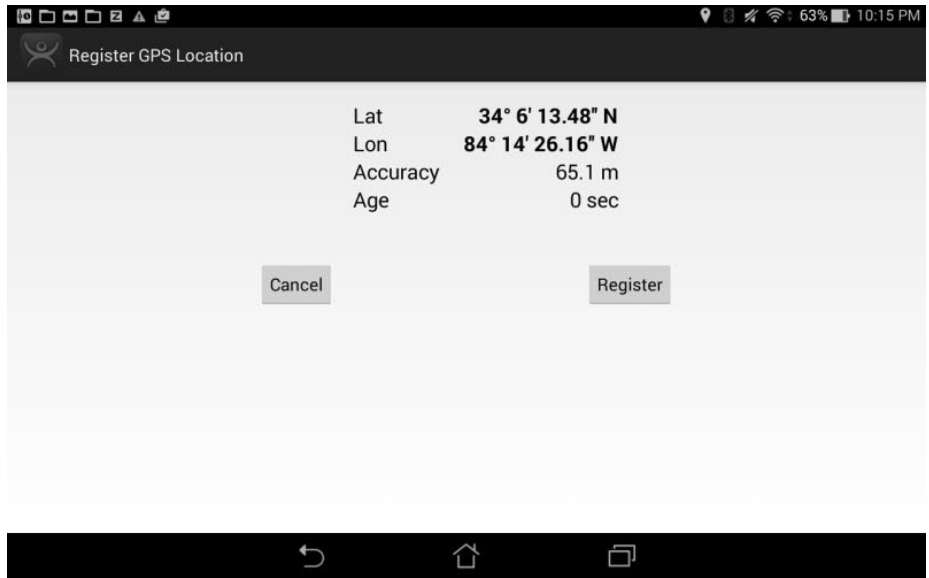 63% 10:15 PM
Register GPS Location
Lat 34° 6' 13.48" N
Lon 84° 14' 26.16" W
Accuracy 65.1 m
Age 0 sec
Cancel Register